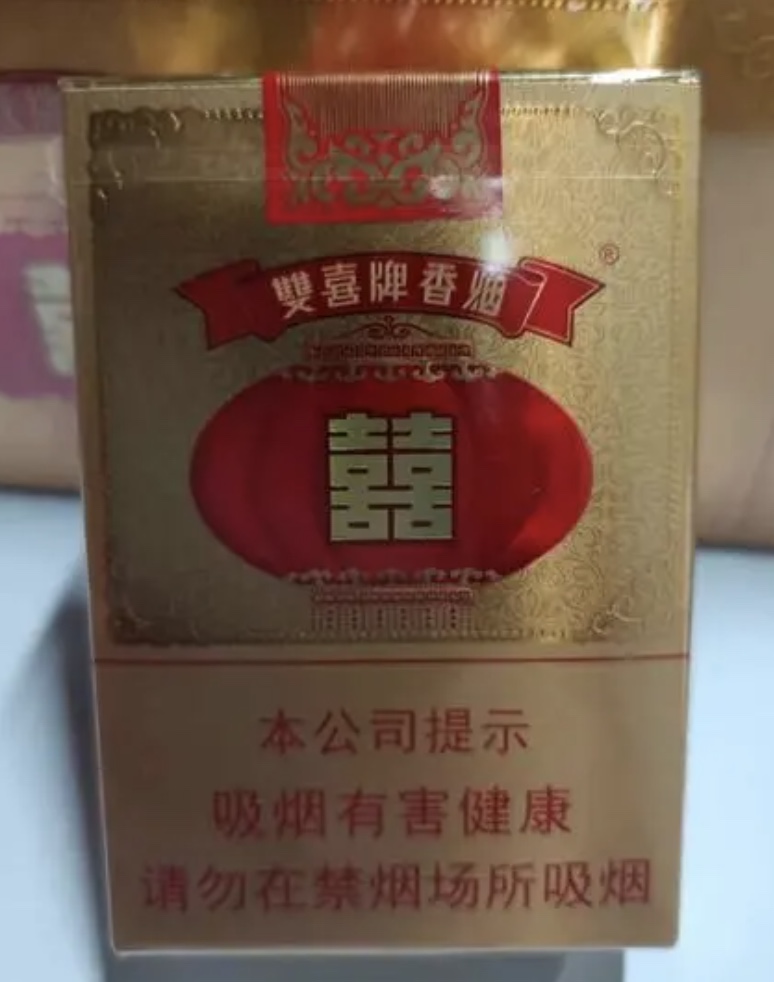 雙喜牌香烟
®
囍
本公司提示
吸烟有害健康
请勿在禁烟场所吸烟